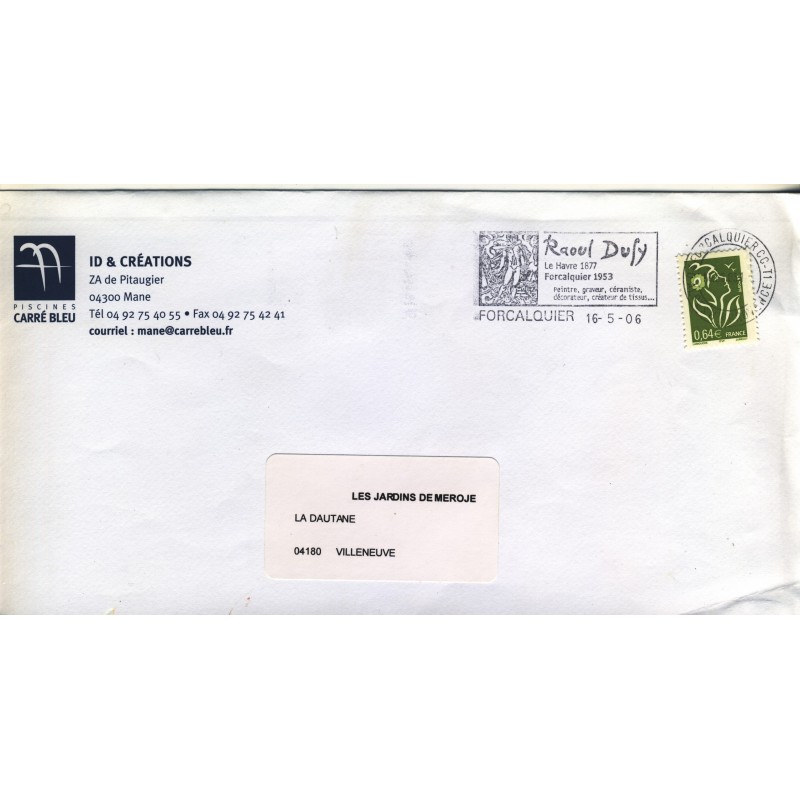 PISCINES
CARRÉ BLEU
ID & CRÉATIONS
ZA de Pitaugier
04300 Mane
Tél 04 92 75 40 55 • Fax 04 92 75 42 41
courriel : mane@carrebleu.fr
Raoul Dufy
Le Havre 1877
Forcalquier 1953
Peintre, graveur, céramiste,
décorateur, créateur de tissus...
FORCALQUIER 16-5-06
FORCALQUIER CC
0,64€ FRANCE
LES JARDINS DE MEROJE
LA DAUTANE
04180 VILLENEUVE